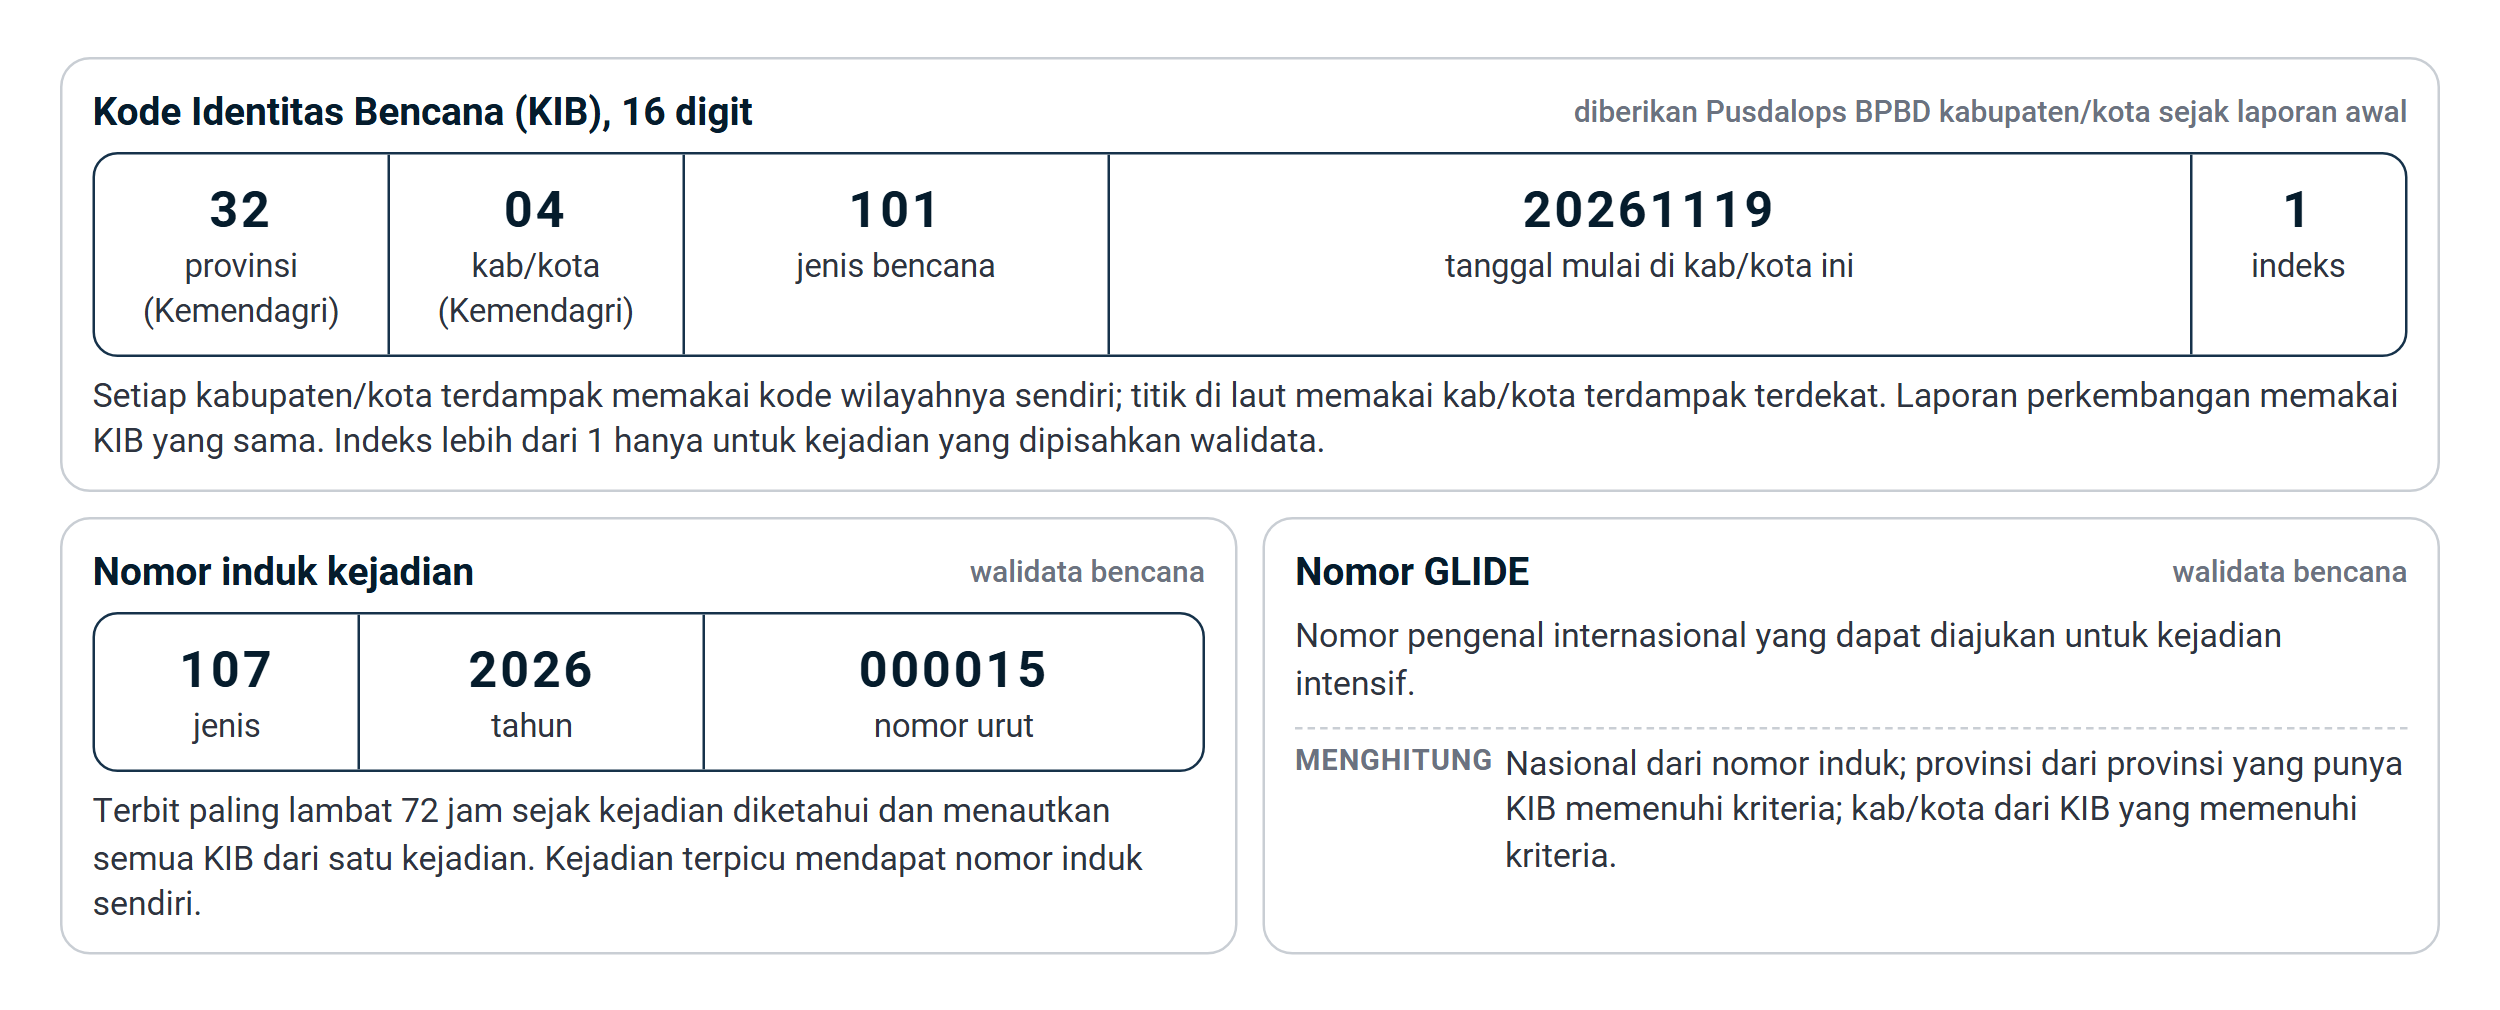 Kode Identitas Bencana (KIB), 16 digit
diberikan Pusdalops BPBD kabupaten/kota sejak laporan awal
32
provinsi
(Kemendagri)
04
kab/kota
(Kemendagri)
101
jenis bencana
20261119
tanggal mulai di kab/kota ini
1
indeks
Setiap kabupaten/kota terdampak memakai kode wilayahnya sendiri; titik di laut memakai kab/kota terdampak terdekat. Laporan perkembangan memakai
KIB yang sama. Indeks lebih dari 1 hanya untuk kejadian yang dipisahkan walidata.
Nomor induk kejadian
walidata bencana
107
jenis
2026
tahun
000015
nomor urut
Terbit paling lambat 72 jam sejak kejadian diketahui dan menautkan
semua KIB dari satu kejadian. Kejadian terpicu mendapat nomor induk
sendiri.
Nomor GLIDE
walidata bencana
Nomor pengenal internasional yang dapat diajukan untuk kejadian
intensif.
MENGHITUNG
Nasional dari nomor induk; provinsi dari provinsi yang punya
KIB memenuhi kriteria; kab/kota dari KIB yang memenuhi
kriteria.